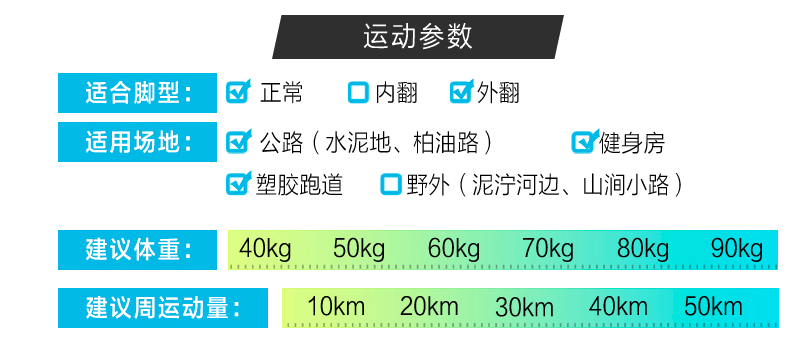 运动参数
适合脚型： 正常 内翻 外翻
适用场地： 公路（水泥地、柏油路） 健身房
塑胶跑道 野外（泥泞河边、山涧小路）
建议体重： 40kg 50kg 60kg 70kg 80kg 90kg
建议周运动量： 10km 20km 30km 40km 50km